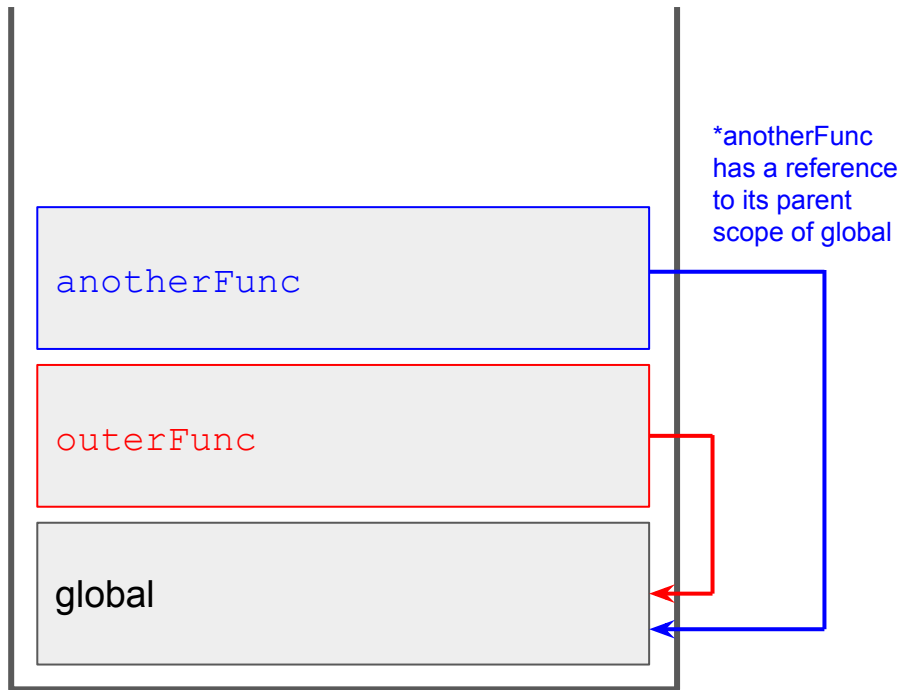 *anotherFunc
has a reference
to its parent
scope of global
anotherFunc
outerFunc
global